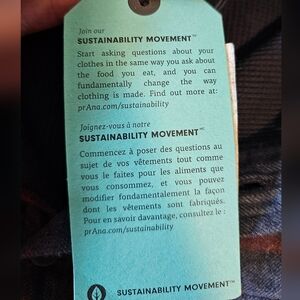 Join our
SUSTAINABILITY MOVEMENT™
Start asking questions about your
clothes in the same way you ask about
the food you eat, and you can
fundamentally change the way
clothing is made. Find out more at:
prAna.com/sustainability
Joignez-vous à notre
SUSTAINABILITY MOVEMENT™
Commencez à poser des questions au
sujet de vos vêtements tout comme
vous le faites pour les aliments que
vous consommez, et vous pouvez
modifier fondamentalement la façon
dont les vêtements sont fabriqués.
Pour en savoir davantage, consultez le :
prAna.com/sustainability
SUSTAINABILITY MOVEMENT™